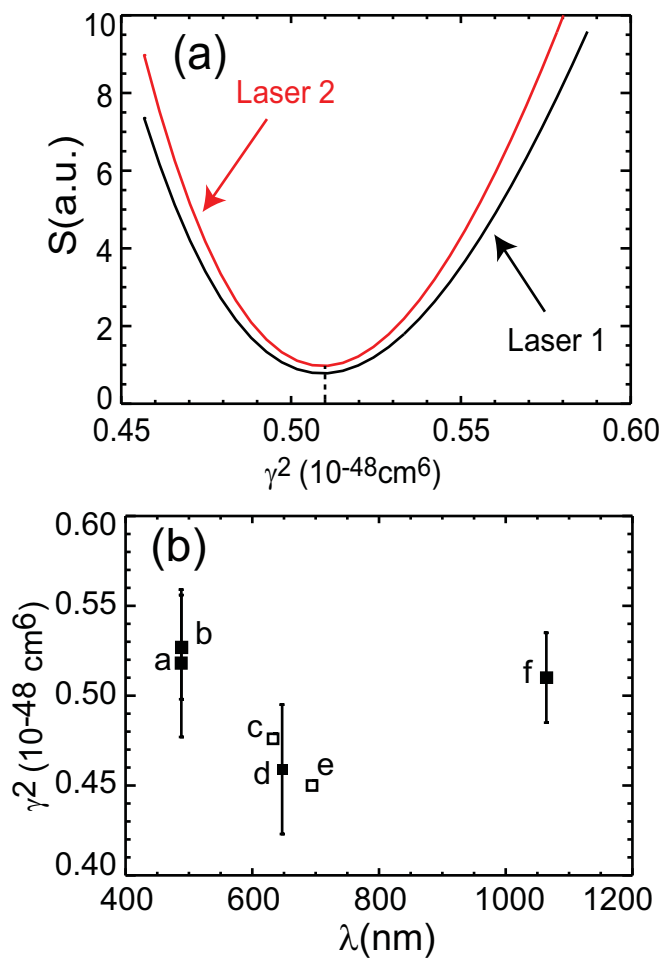 10
(a)
Laser 2
8
6
S(a.u.)
4
Laser 1
2
1
0
0.45 0.50 0.55 0.60
γ² (10⁻⁴⁸cm⁶)
0.60
(b)
0.55
b
a
f
0.50
c
e
d
0.45
0.40
γ² (10⁻⁴⁸ cm⁶)
400 600 800 1000 1200
λ(nm)